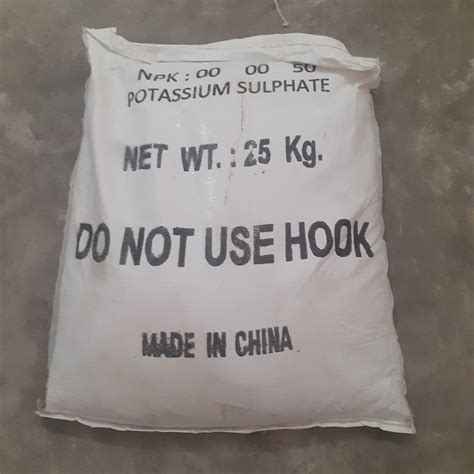 NPK : 00 00 50
POTASSIUM SULPHATE
NET WT. : 25 Kg.
DO NOT USE HOOK
MADE IN CHINA